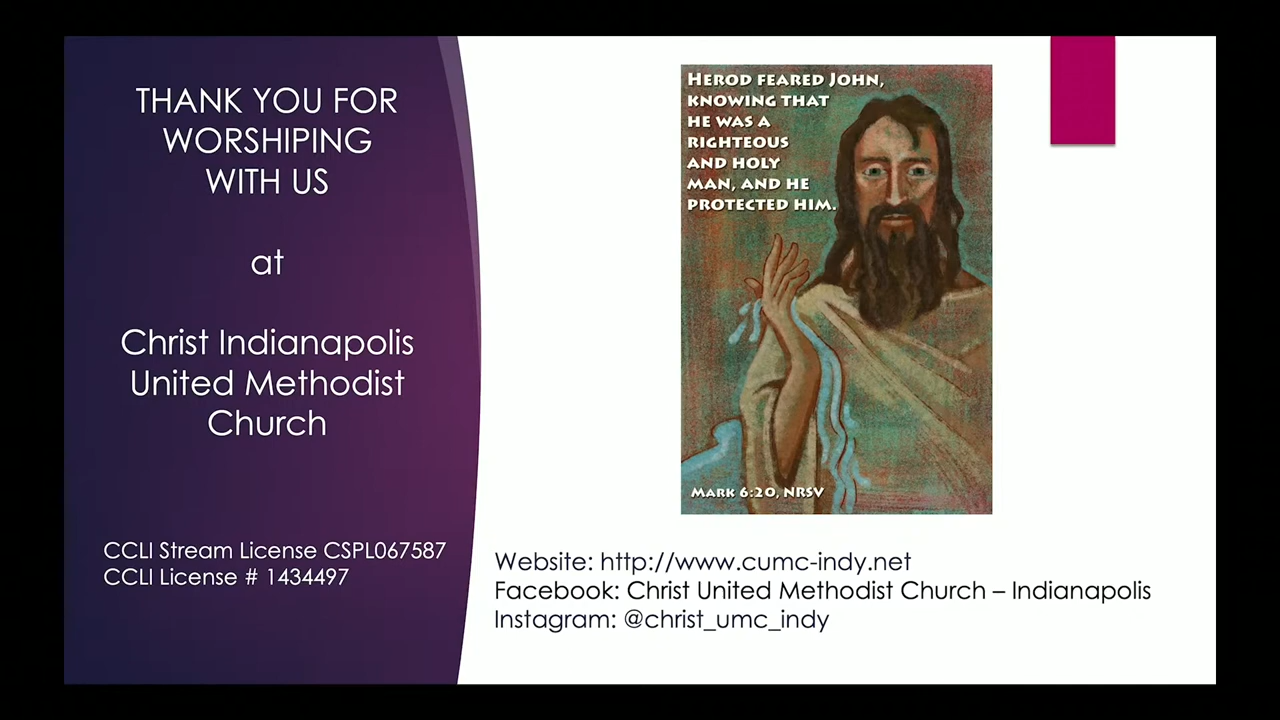 THANK YOU FOR
WORSHIPING
WITH US
at
Christ Indianapolis
United Methodist
Church
CCLI Stream License CSPL067587
CCLI License # 1434497
HEROD FEARED JOHN,
KNOWING THAT
HE WAS A
RIGHTEOUS
AND HOLY
MAN, AND HE
PROTECTED HIM.
MARK 6:20, NRSV
Website: http://www.cumc-indy.net
Facebook: Christ United Methodist Church – Indianapolis
Instagram: @christ_umc_indy